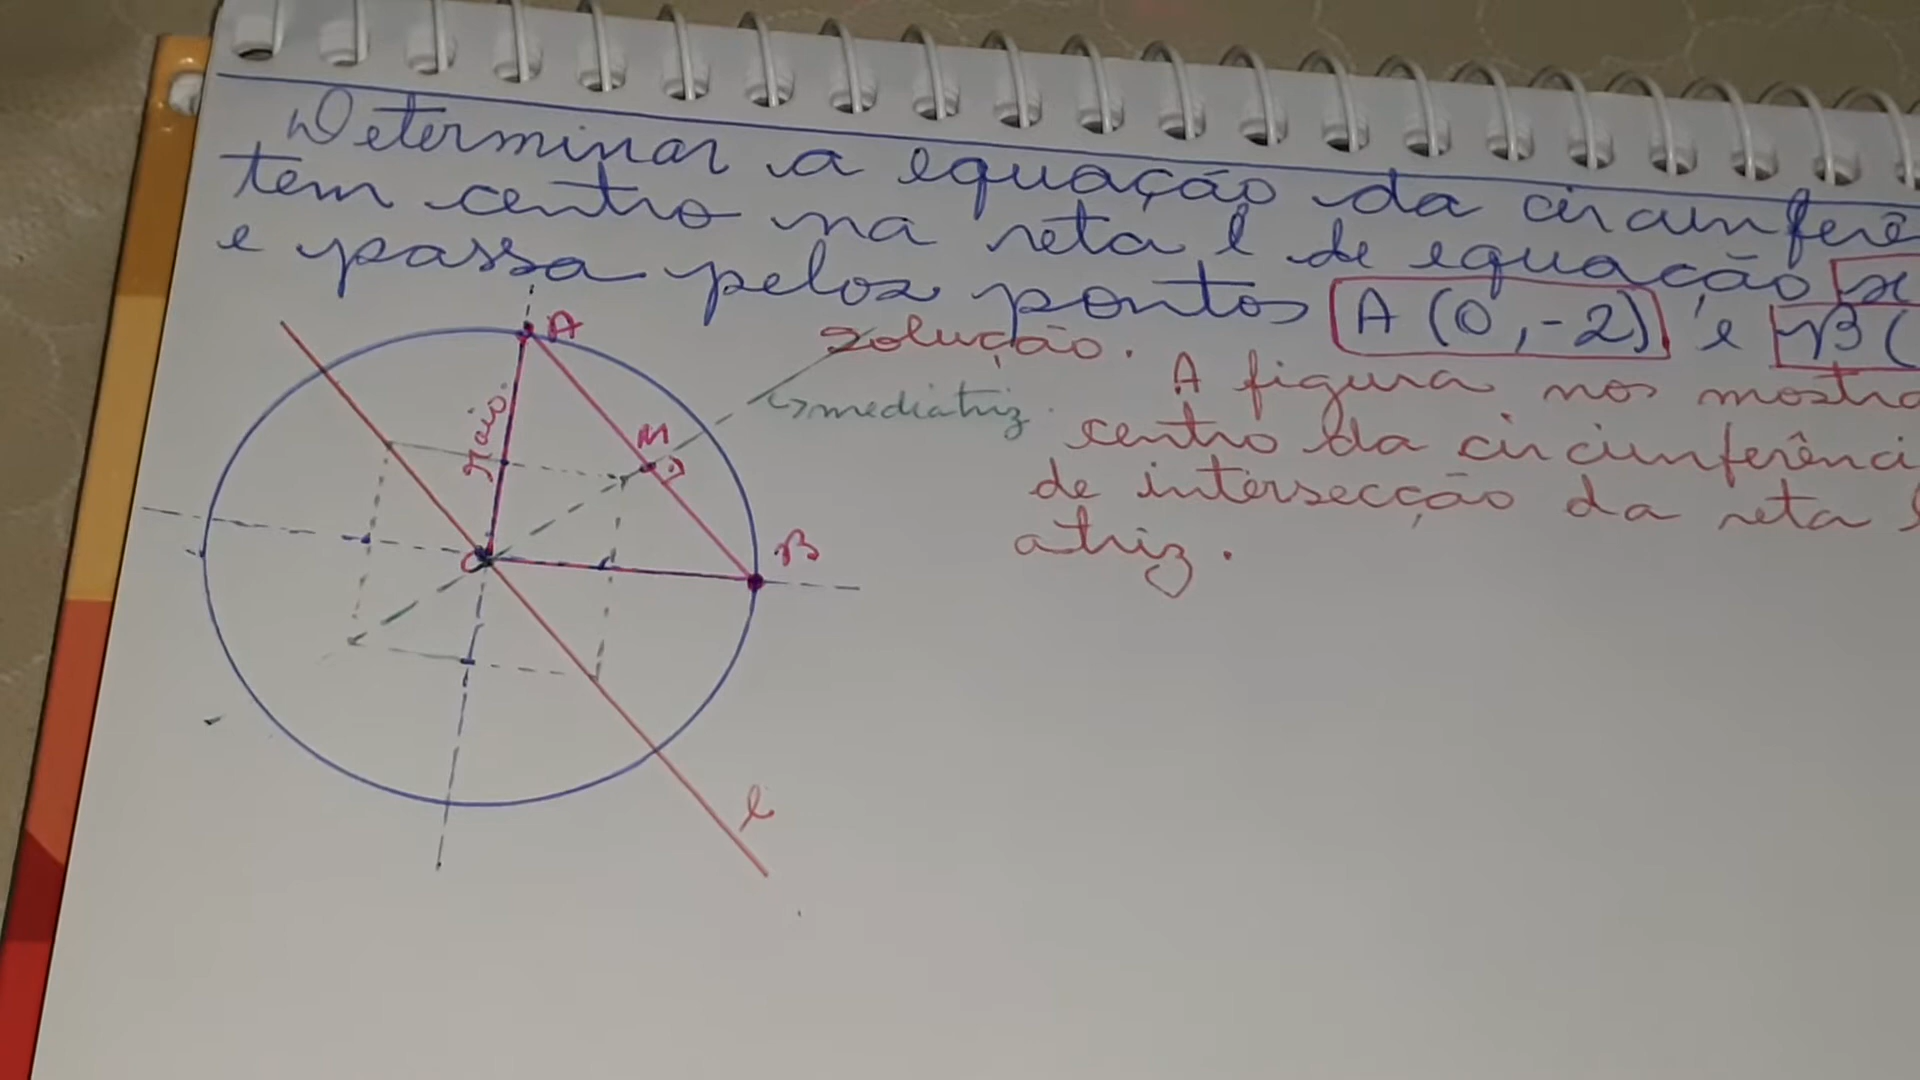 Determinar a equação da circunferê
tem centro na reta l de equação x
e passa pelos pontos A (0,-2) e B (
Solução.
A figura nos mostra
centro da circunferênci
de intersecção da reta l
atriz.
mediatriz
A
raio
M
C
B
l